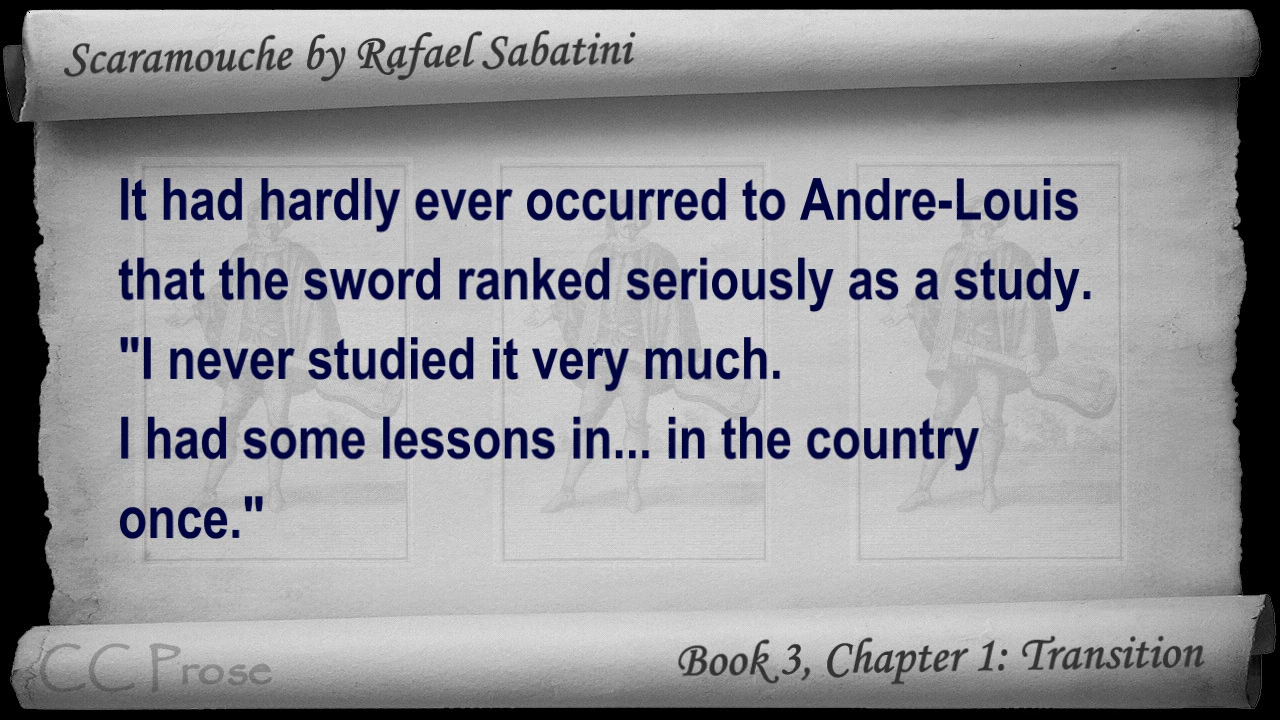 Scaramouche by Rafael Sabatini
It had hardly ever occurred to Andre-Louis
that the sword ranked seriously as a study.
"I never studied it very much.
I had some lessons in... in the country
once."
CC Prose
Book 3, Chapter 1: Transition